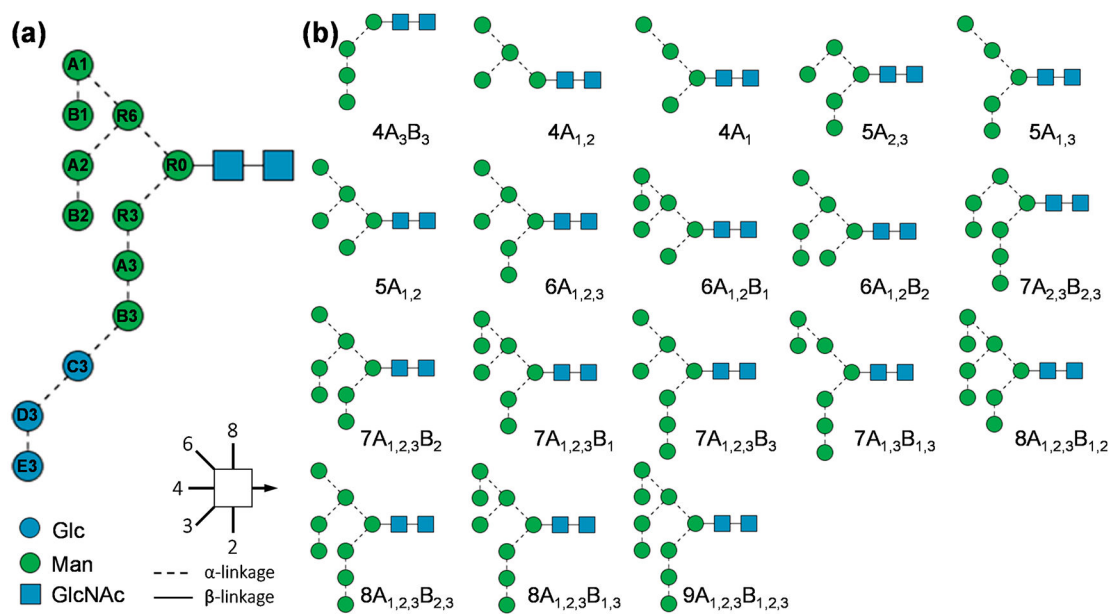 (a)
A1
B1
R6
A2
R0
B2
R3
A3
B3
C3
D3
E3
8
6
4
3
2
Glc
Man
GlcNAc
α-linkage
β-linkage
(b)
4A₃B₃ 4A₁,₂ 4A₁ 5A₂,₃ 5A₁,₃
5A₁,₂ 6A₁,₂,₃ 6A₁,₂B₁ 6A₁,₂B₂ 7A₂,₃B₂,₃
7A₁,₂,₃B₂ 7A₁,₂,₃B₁ 7A₁,₂,₃B₃ 7A₁,₃B₁,₃ 8A₁,₂,₃B₁,₂
8A₁,₂,₃B₂,₃ 8A₁,₂,₃B₁,₃ 9A₁,₂,₃B₁,₂,₃